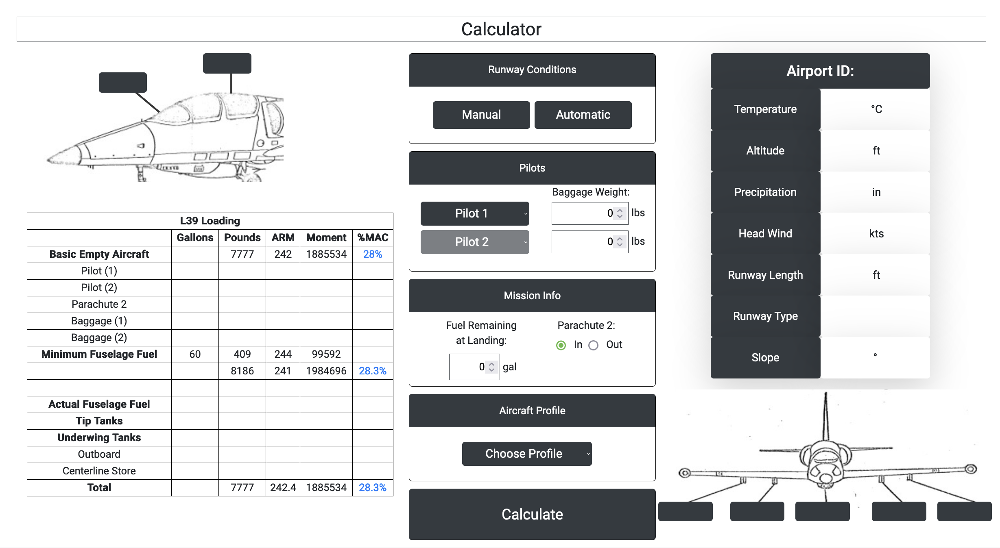 Calculator
L39 Loading
Gallons Pounds ARM Moment %MAC
Basic Empty Aircraft 7777 242 1885534 28%
Pilot (1)
Pilot (2)
Parachute 2
Baggage (1)
Baggage (2)
Minimum Fuselage Fuel 60 409 244 99592
8186 241 1984696 28.3%
Actual Fuselage Fuel
Tip Tanks
Underwing Tanks
Outboard
Centerline Store
Total 7777 242.4 1885534 28.3%
Runway Conditions
Manual Automatic
Pilots
Baggage Weight:
Pilot 1 0 lbs
Pilot 2 0 lbs
Mission Info
Fuel Remaining
at Landing:
0 gal
Parachute 2:
In Out
Aircraft Profile
Choose Profile
Calculate
Airport ID:
Temperature °C
Altitude ft
Precipitation in
Head Wind kts
Runway Length ft
Runway Type
Slope °